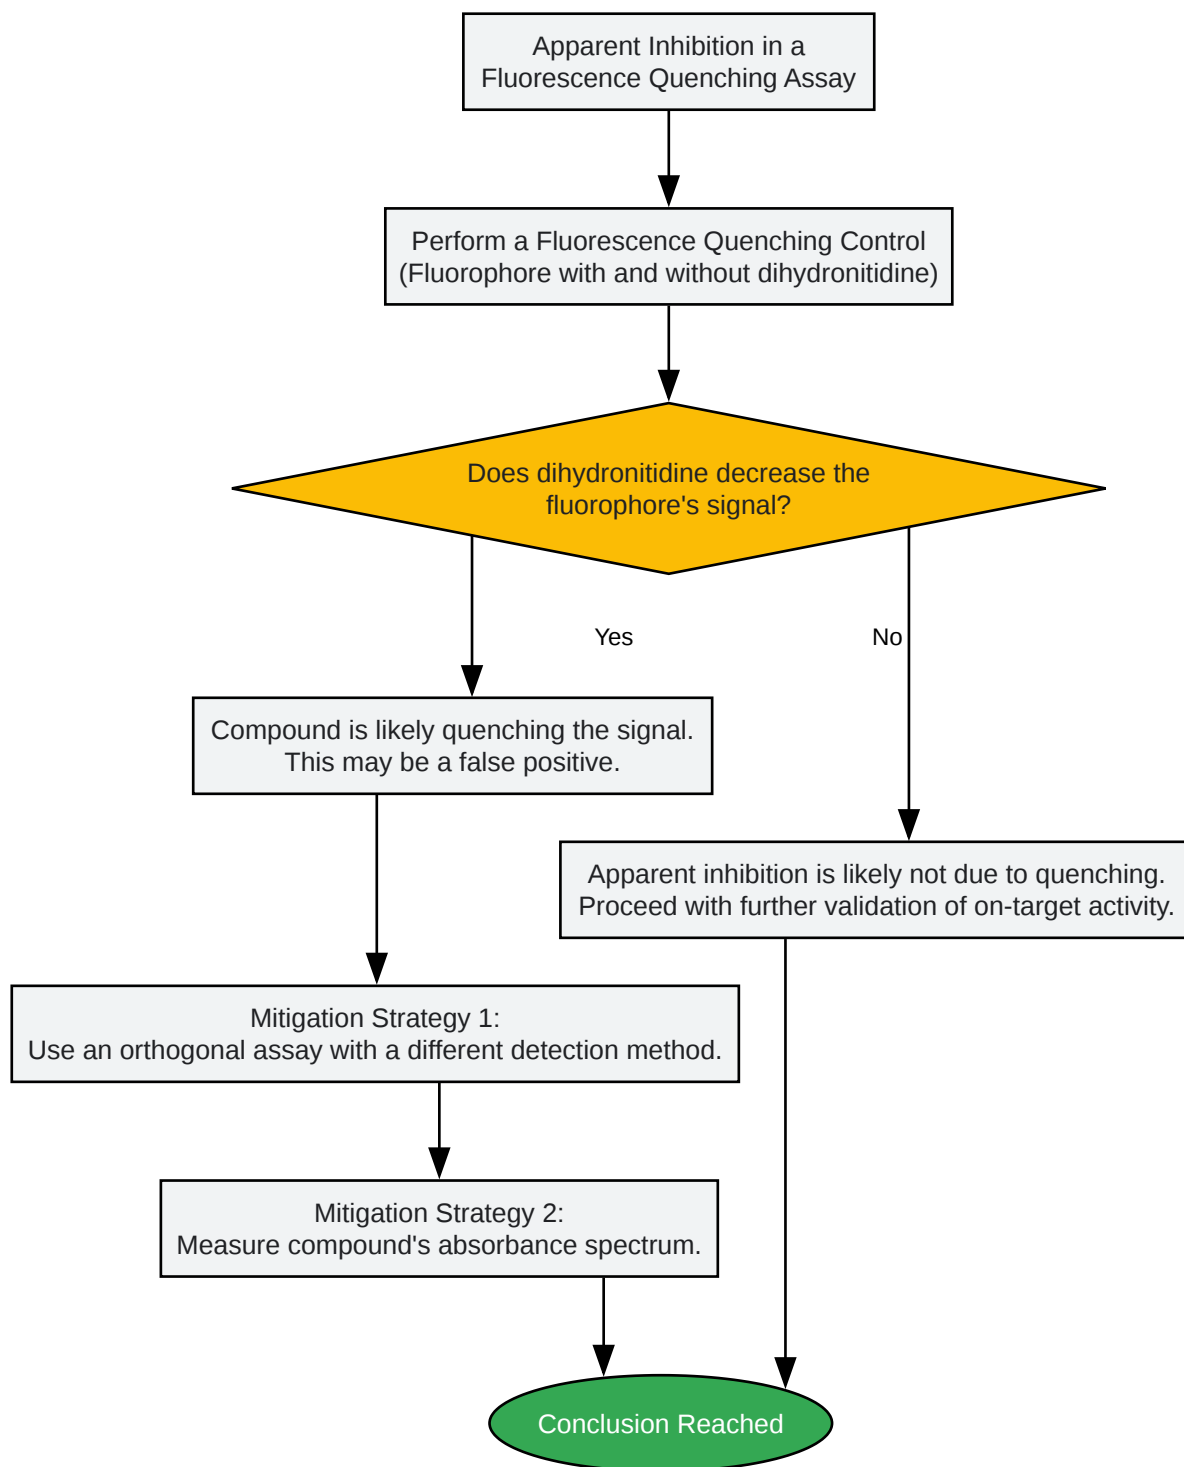 Apparent Inhibition in a
Fluorescence Quenching Assay
Perform a Fluorescence Quenching Control
(Fluorophore with and without dihydronitidine)
Does dihydronitidine decrease the
fluorophore's signal?
Yes
No
Compound is likely quenching the signal.
This may be a false positive.
Apparent inhibition is likely not due to quenching.
Proceed with further validation of on-target activity.
Mitigation Strategy 1:
Use an orthogonal assay with a different detection method.
Mitigation Strategy 2:
Measure compound's absorbance spectrum.
Conclusion Reached